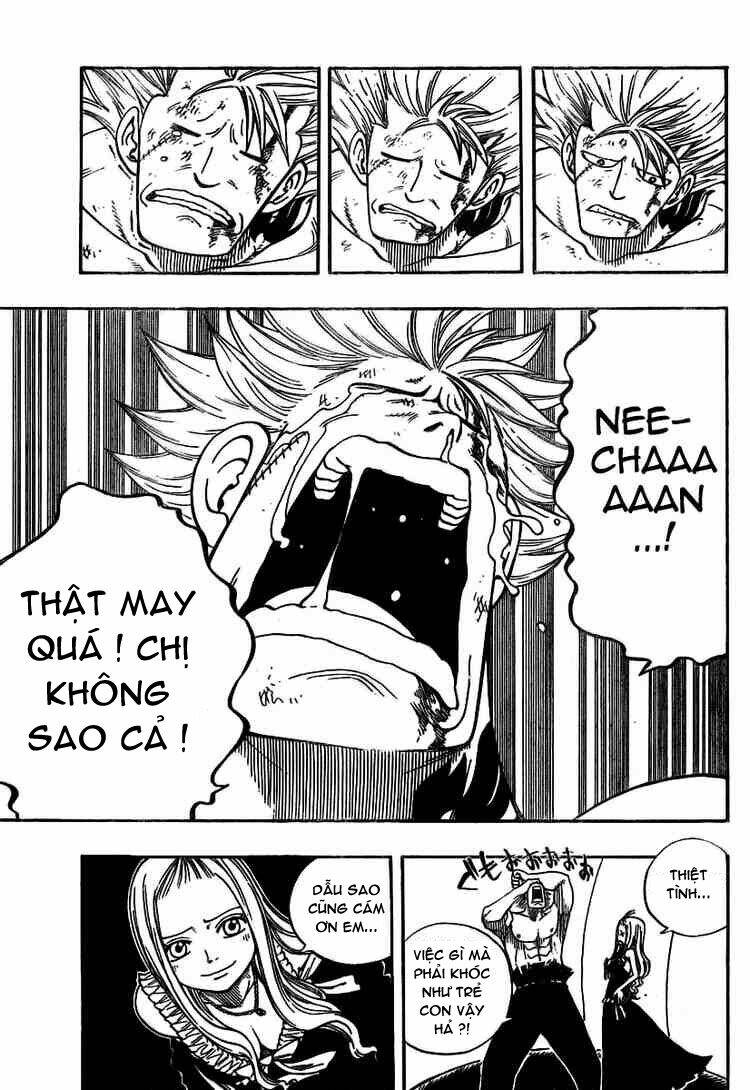 NEE-
CHAAA
AAAN
...!
THẬT MAY
QUÁ! CHỊ
KHÔNG
SAO CẢ!
THIỆT
TÌNH...
VIỆC GÌ MÀ
PHẢI KHÓC
NHƯ TRẺ
CON VẬY
HẢ?!
DẪU SAO
CŨNG CÁM
ƠN EM...